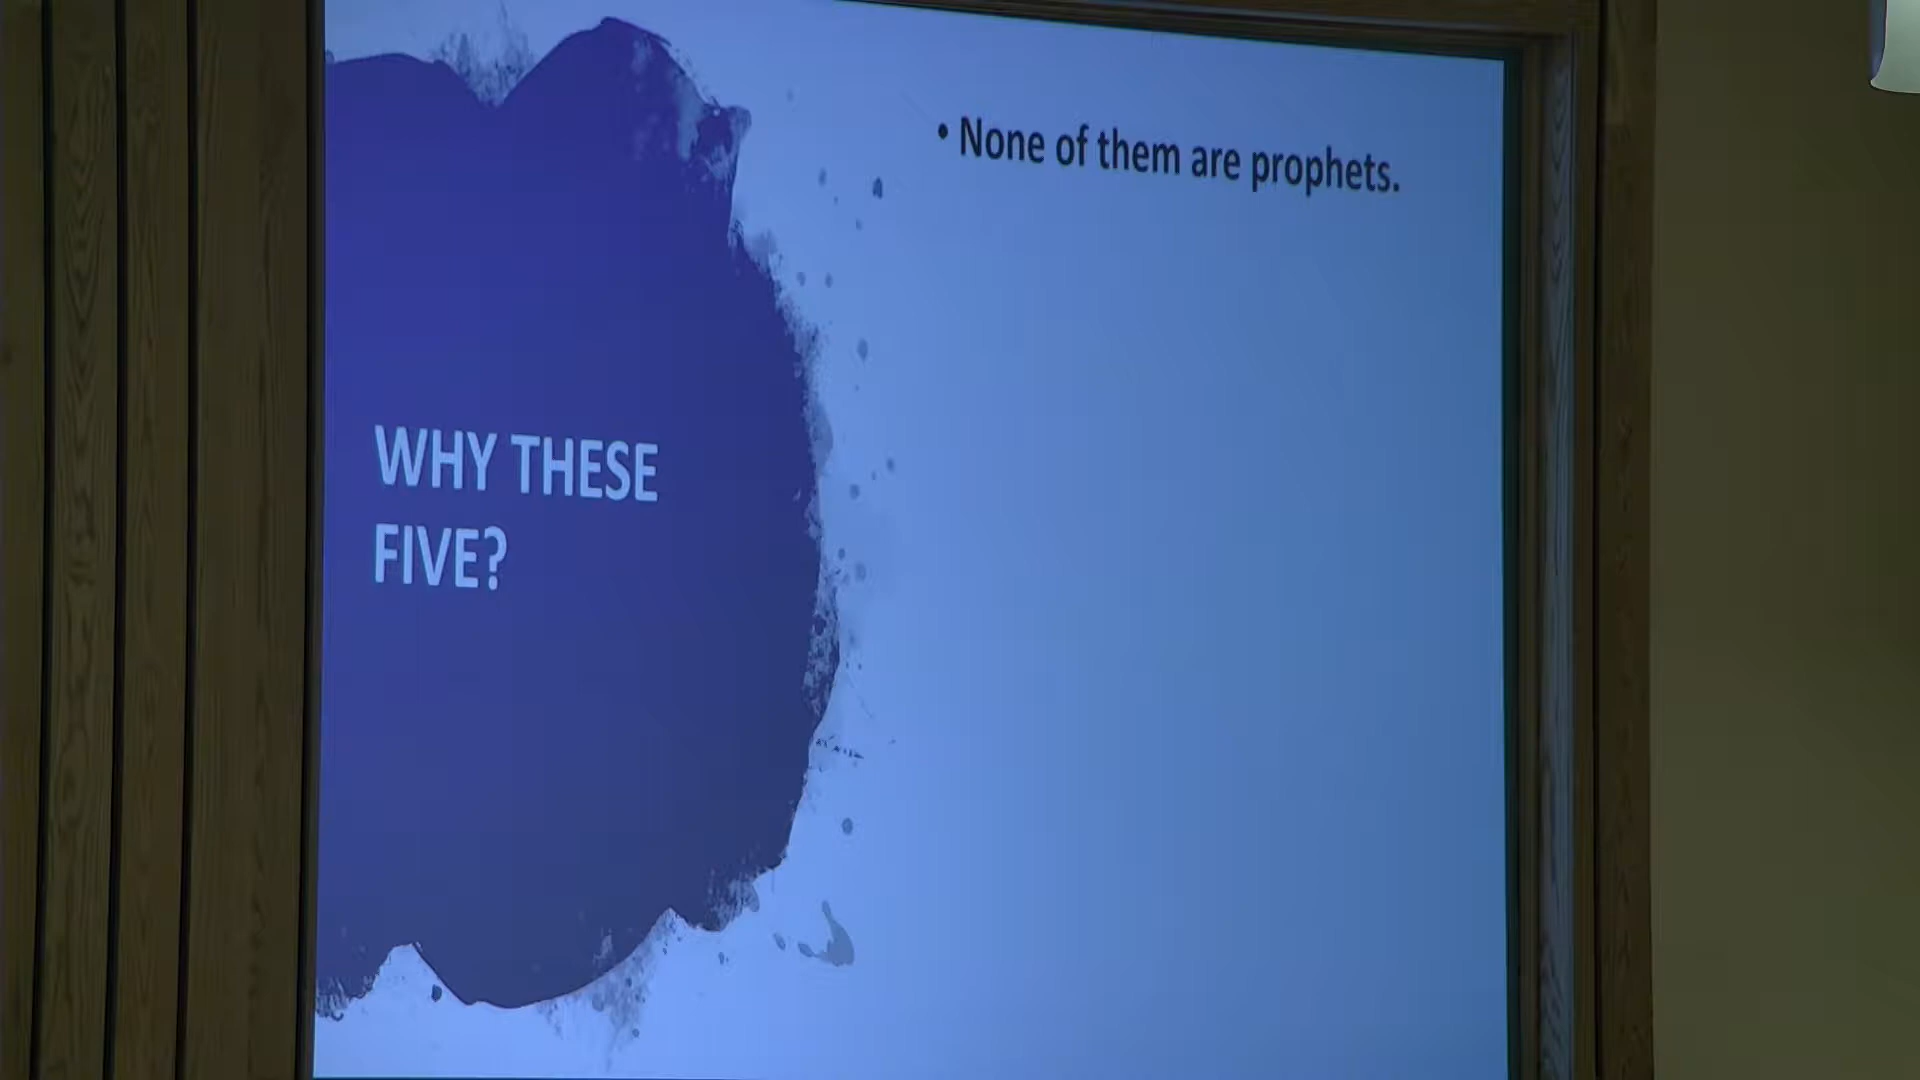 WHY THESE
FIVE?
• None of them are prophets.